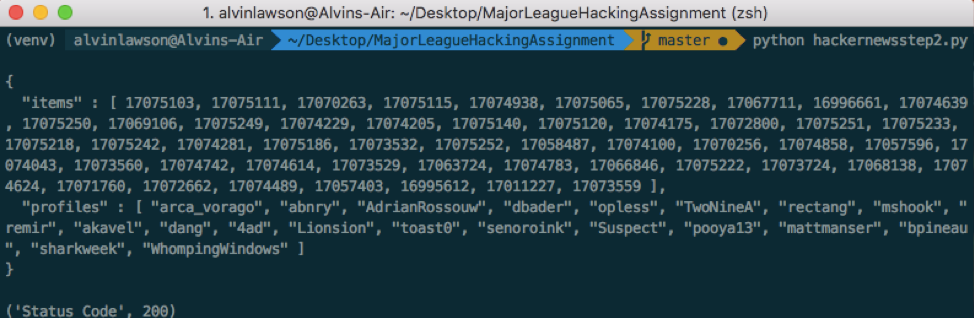 1. alvinlawson@Alvins-Air: ~/Desktop/MajorLeagueHackingAssignment (zsh)
(venv) alvinlawson@Alvins-Air ~/Desktop/MajorLeagueHackingAssignment master ● python hackernewsstep2.py
{
"items" : [ 17075103, 17075111, 17070263, 17075115, 17074938, 17075065, 17075228, 17067711, 16996661, 17074639
, 17075250, 17069106, 17075249, 17074229, 17074205, 17075140, 17075120, 17074175, 17072800, 17075251, 17075233,
17075218, 17075242, 17074281, 17075186, 17073532, 17075252, 17058487, 17074100, 17070256, 17074858, 17057596, 17
074043, 17073560, 17074742, 17074614, 17073529, 17063724, 17074783, 17066846, 17075222, 17073724, 17068138, 1707
4624, 17071760, 17072662, 17074489, 17057403, 16995612, 17011227, 17073559 ],
"profiles" : [ "arca_vorago", "abnry", "AdrianRossouw", "dbader", "opless", "TwoNineA", "rectang", "mshook", "
remir", "akavel", "dang", "4ad", "Lionsion", "toast0", "senoroink", "Suspect", "pooya13", "mattmanser", "bpineau
", "sharkweek", "WhompingWindows" ]
}
('Status Code', 200)